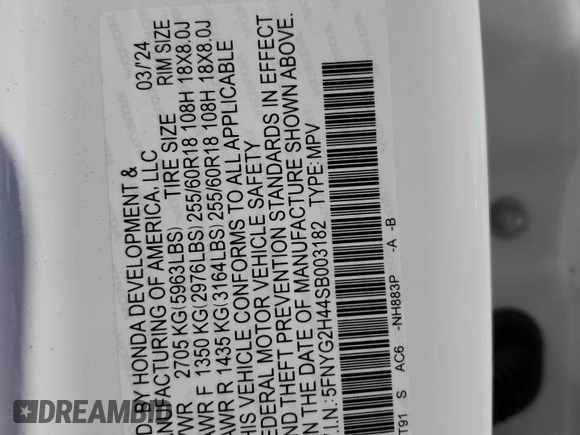 BY HONDA DEVELOPMENT & 03/'24
MANUFACTURING OF AMERICA, LLC TIRE SIZE RIM SIZE
2705 KG(5963LBS)
F 1350 KG(2976LBS) 255/60R18 108H 18X8.0J
R 1435 KG(3164LBS) 255/60R18 108H 18X8.0J
THIS VEHICLE CONFORMS TO ALL APPLICABLE
FEDERAL MOTOR VEHICLE SAFETY
AND THEFT PREVENTION STANDARDS IN EFFECT
ON THE DATE OF MANUFACTURE SHOWN ABOVE.
V.I.N.:5FNYG2H44SB003182 TYPE: MPV
T91 S AC6 -NH883P -A -B
DREAMBID